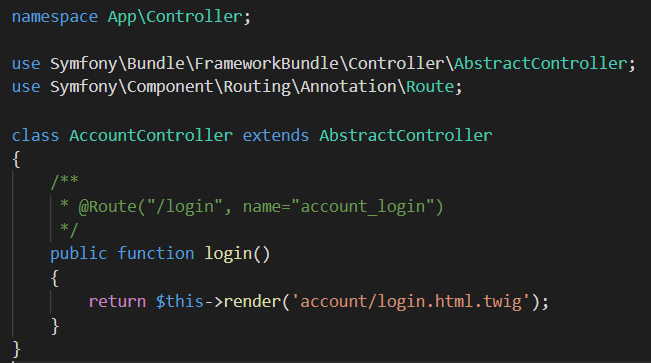 namespace App\Controller;
use Symfony\Bundle\FrameworkBundle\Controller\AbstractController;
use Symfony\Component\Routing\Annotation\Route;
class AccountController extends AbstractController
{
    /**
     * @Route("/login", name="account_login")
     */
    public function login()
    {
        return $this->render('account/login.html.twig');
    }
}